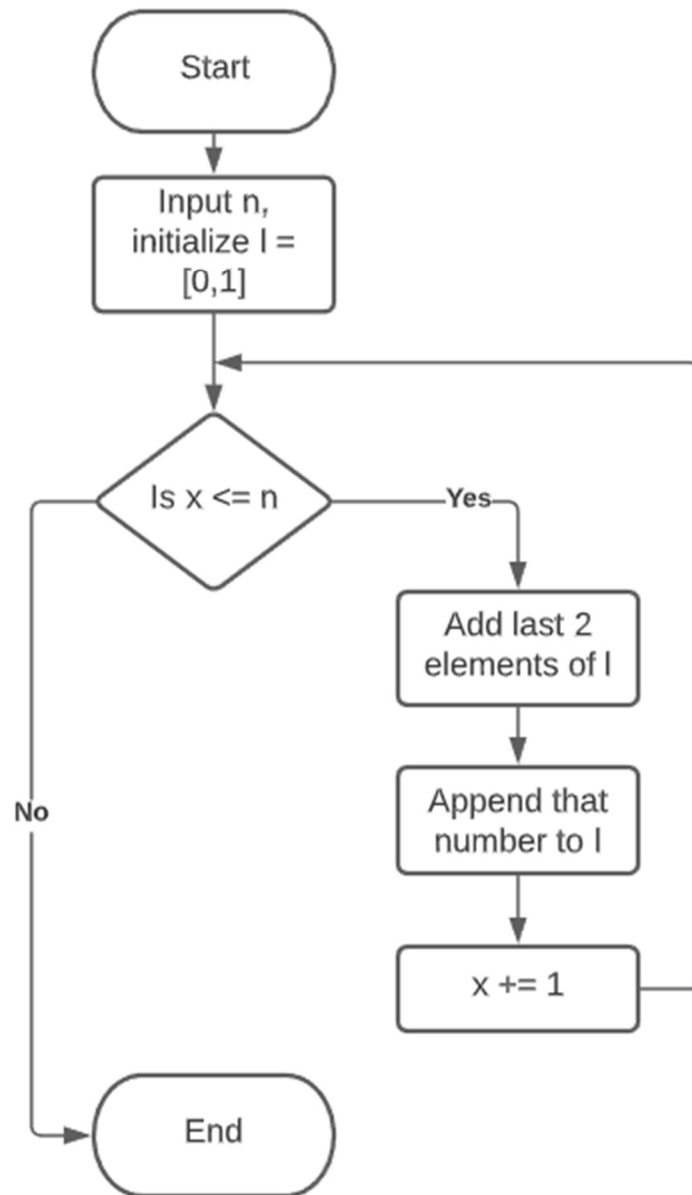 Start
Input n,
initialize l =
[0,1]
Is x <= n
Yes
Add last 2
elements of l
Append that
number to l
No
x += 1
End